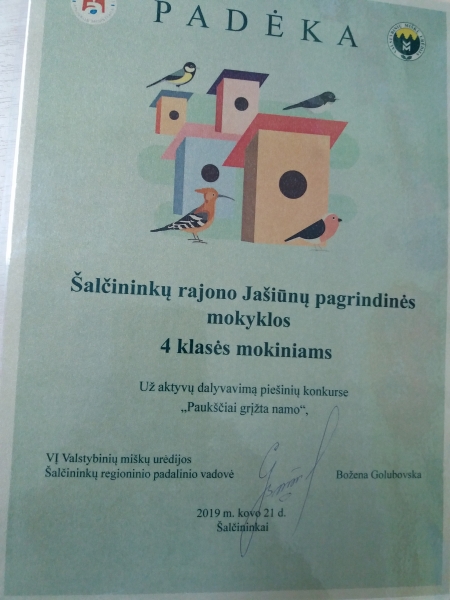 PADĖKA
Šalčininkų rajono Jašiūnų pagrindinės
mokyklos
4 klasės mokiniams
Už aktyvų dalyvavimą piešinių konkurse
„Paukščiai grįžta namo“,
VĮ Valstybinių miškų urėdijos
Šalčininkų regioninio padalinio vadovė
Božena Golubovska
2019 m. kovo 21 d.
Šalčininkai